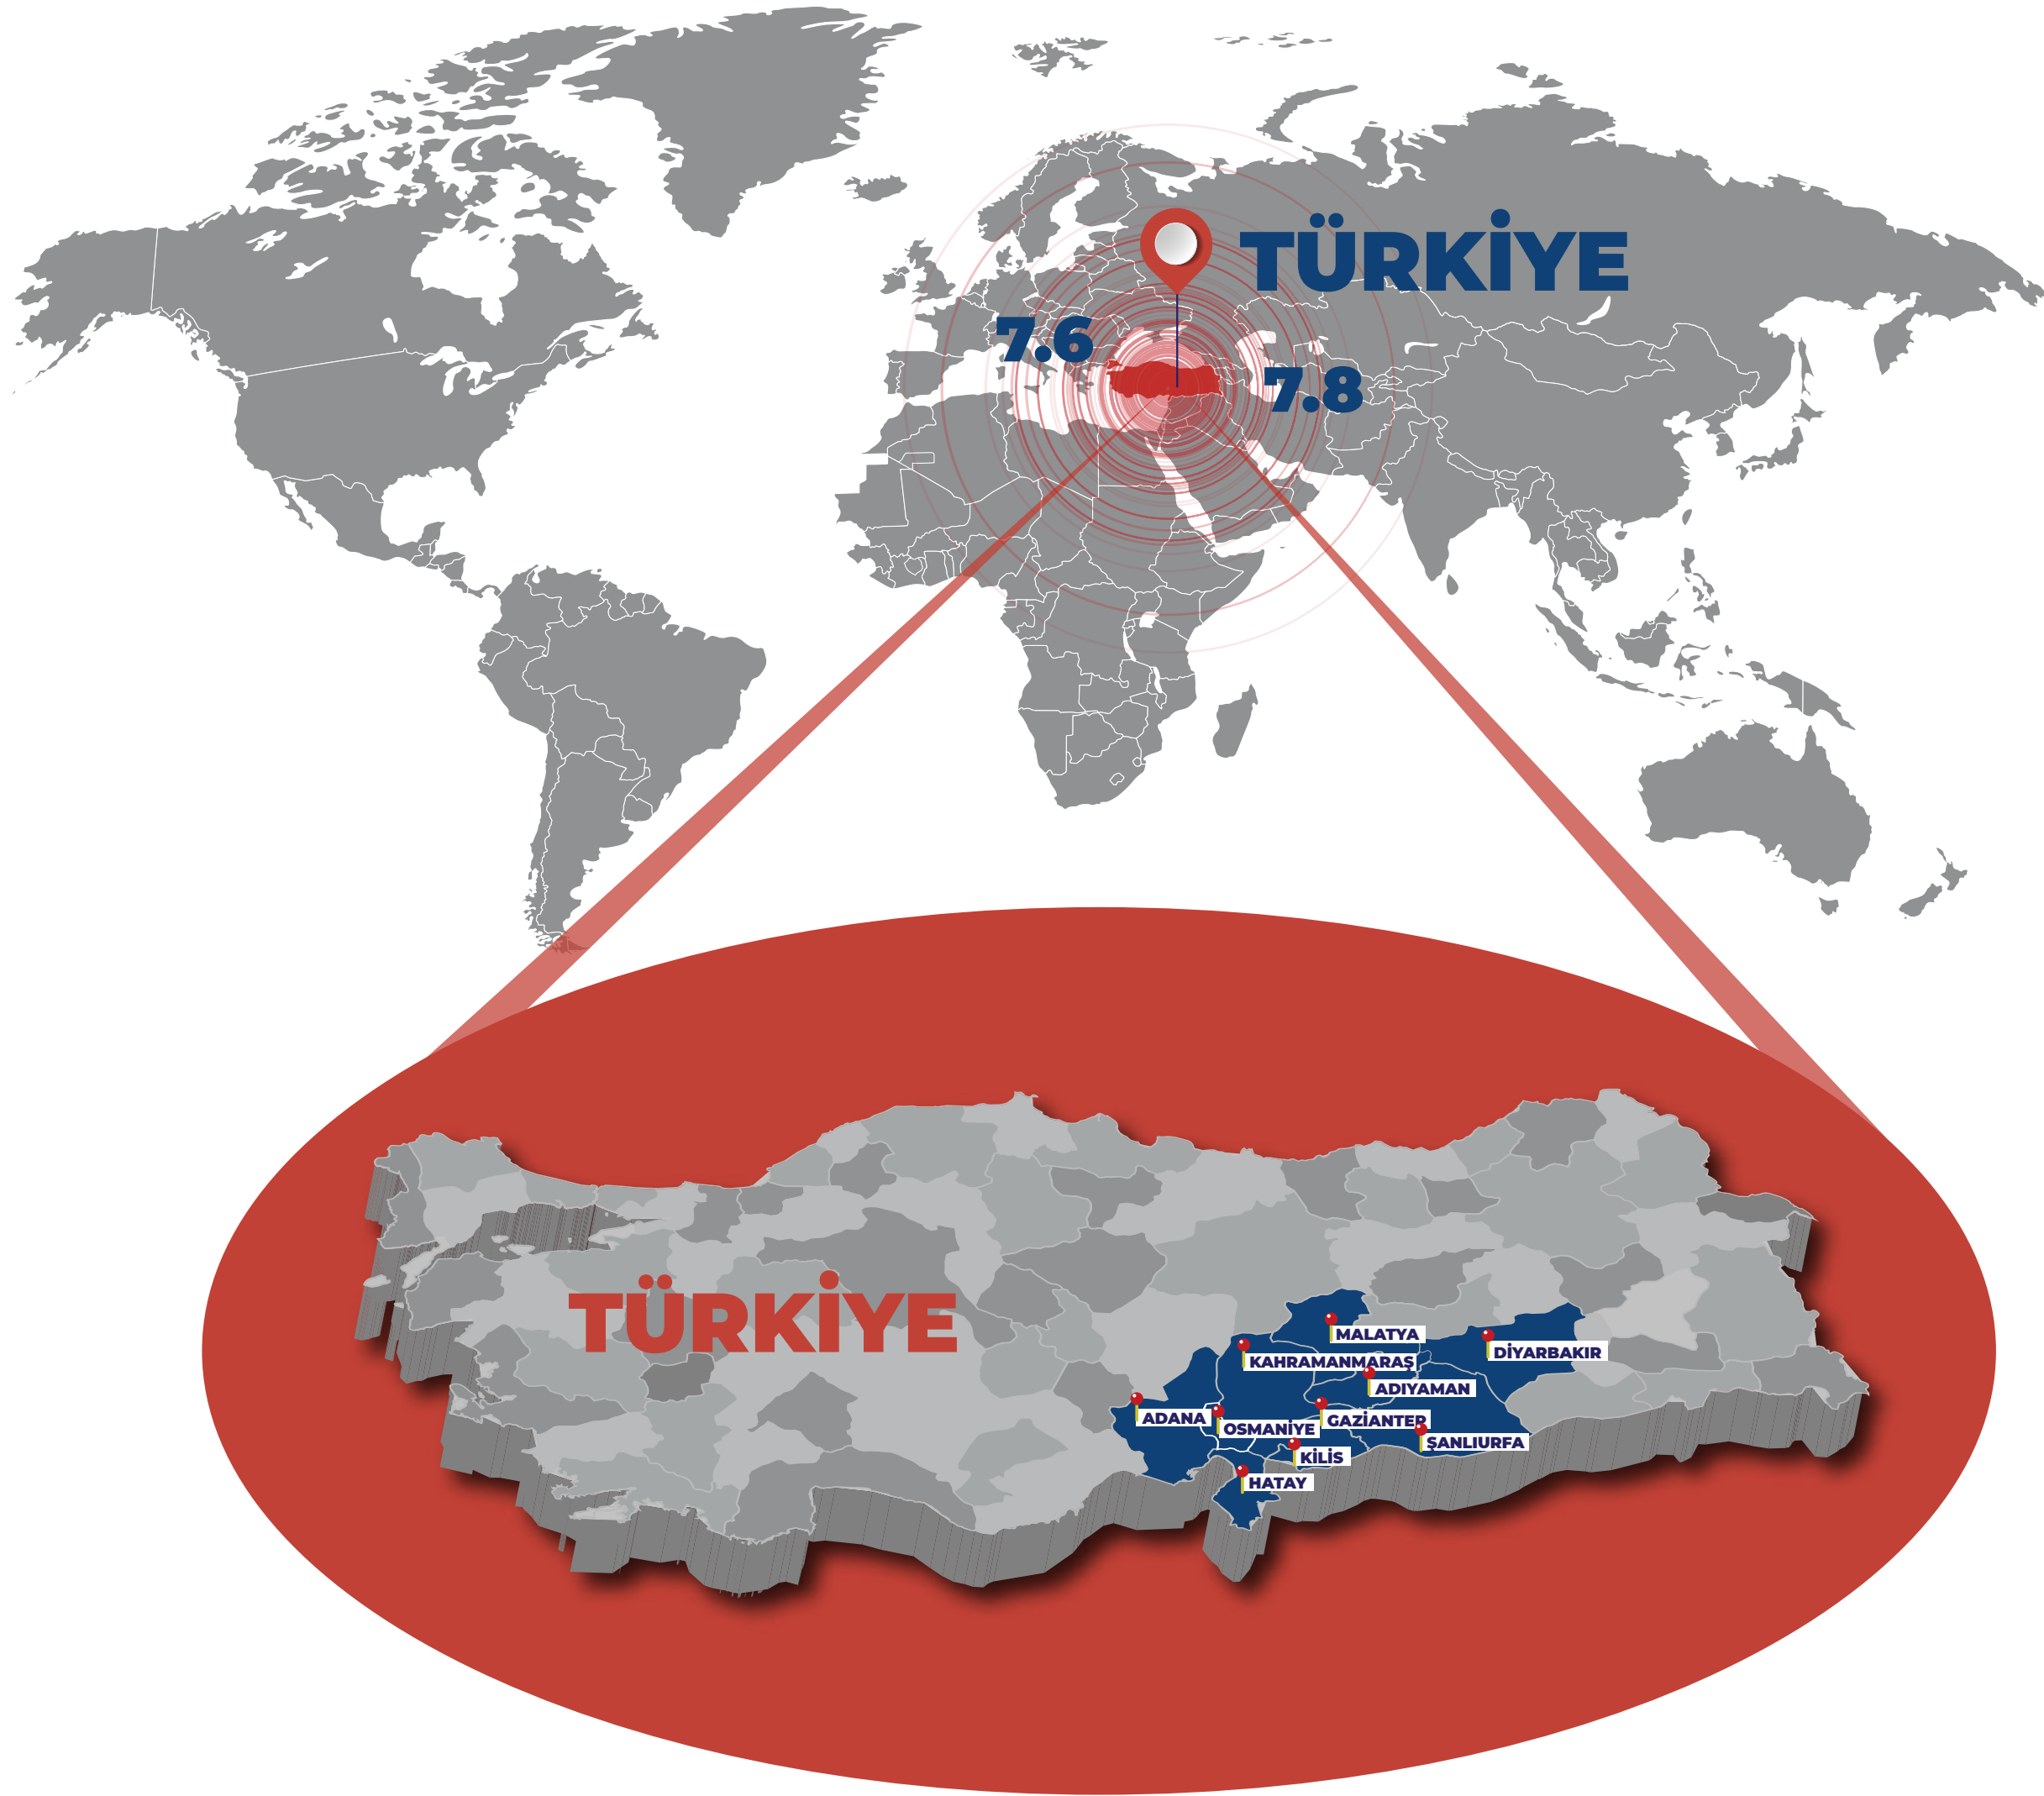 TÜRKİYE
7.6
7.8
TÜRKİYE
MALATYA
DİYARBAKIR
KAHRAMANMARAŞ
ADIYAMAN
ADANA
GAZİANTEP
OSMANİYE
ŞANLIURFA
KİLİS
HATAY